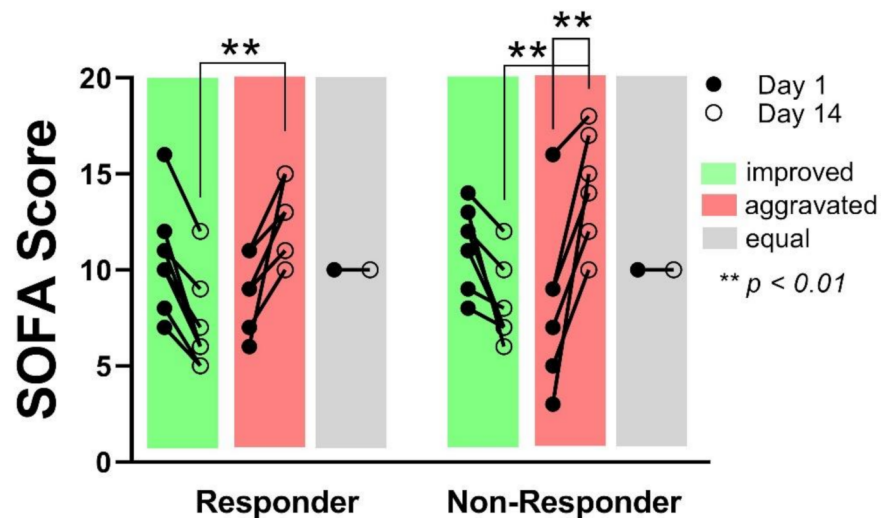 **
**
**
SOFA Score
20
15
10
5
0
Day 1
Day 14
improved
aggravated
equal
** p < 0.01
Responder
Non-Responder